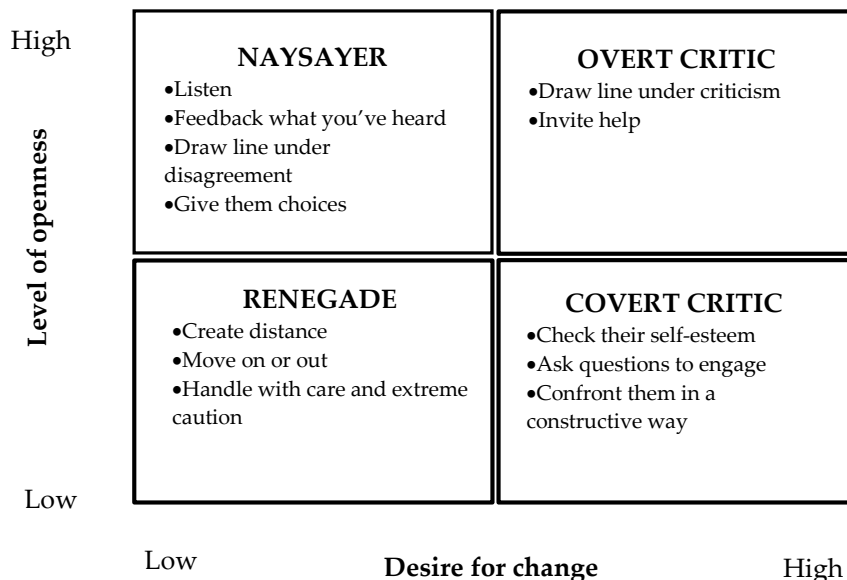 High
NAYSAYER
•Listen
•Feedback what you’ve heard
•Draw line under
disagreement
•Give them choices
OVERT CRITIC
•Draw line under criticism
•Invite help
Level of openness
RENEGADE
•Create distance
•Move on or out
•Handle with care and extreme
caution
COVERT CRITIC
•Check their self-esteem
•Ask questions to engage
•Confront them in a
constructive way
Low
Low
Desire for change
High